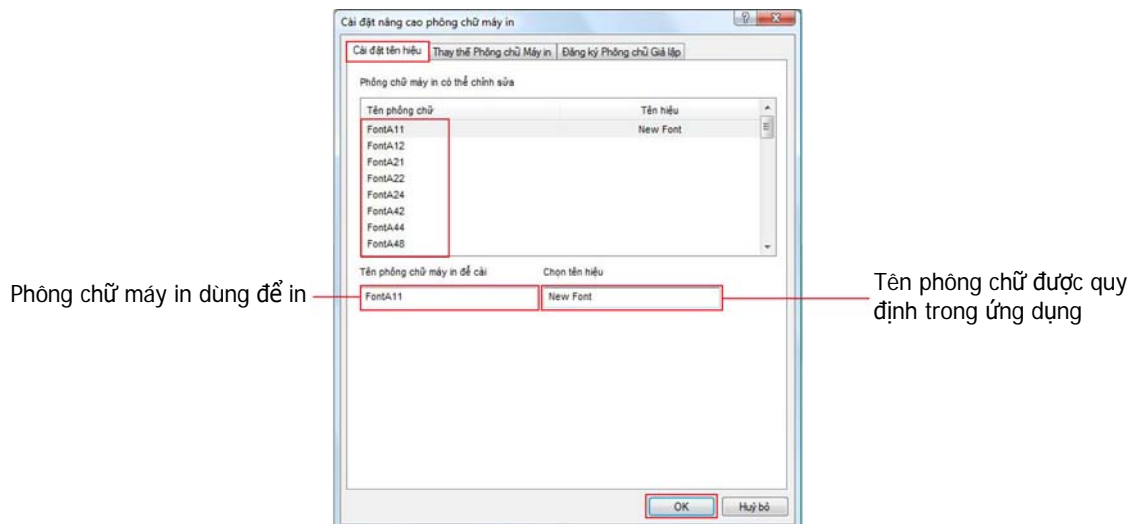 Cài đặt nâng cao phông chữ máy in
Cài đặt tên hiệu Thay thế Phông chữ Máy in Đăng ký Phông chữ Giả lập
Phông chữ máy in có thể chỉnh sửa
Tên phông chữ Tên hiệu
FontA11 New Font
FontA12
FontA21
FontA22
FontA24
FontA42
FontA44
FontA48
Tên phông chữ máy in để cài Chọn tên hiệu
FontA11 New Font
Phông chữ máy in dùng để in
Tên phông chữ được quy
định trong ứng dụng
OK Huỷ bỏ